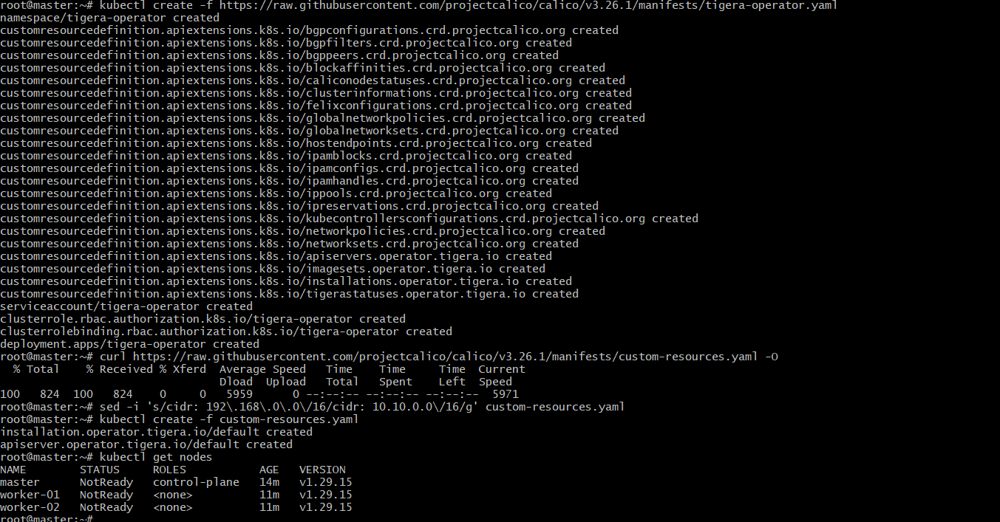 root@master:~# kubectl create -f https://raw.githubusercontent.com/projectcalico/calico/v3.26.1/manifests/tigera-operator.yaml
namespace/tigera-operator created
customresourcedefinition.apiextensions.k8s.io/bgpconfigurations.crd.projectcalico.org created
customresourcedefinition.apiextensions.k8s.io/bgpfilters.crd.projectcalico.org created
customresourcedefinition.apiextensions.k8s.io/bgppeers.crd.projectcalico.org created
customresourcedefinition.apiextensions.k8s.io/blockaffinities.crd.projectcalico.org created
customresourcedefinition.apiextensions.k8s.io/caliconodestatuses.crd.projectcalico.org created
customresourcedefinition.apiextensions.k8s.io/clusterinformations.crd.projectcalico.org created
customresourcedefinition.apiextensions.k8s.io/felixconfigurations.crd.projectcalico.org created
customresourcedefinition.apiextensions.k8s.io/globalnetworkpolicies.crd.projectcalico.org created
customresourcedefinition.apiextensions.k8s.io/globalnetworksets.crd.projectcalico.org created
customresourcedefinition.apiextensions.k8s.io/hostendpoints.crd.projectcalico.org created
customresourcedefinition.apiextensions.k8s.io/ipamblocks.crd.projectcalico.org created
customresourcedefinition.apiextensions.k8s.io/ipamconfigs.crd.projectcalico.org created
customresourcedefinition.apiextensions.k8s.io/ipamhandles.crd.projectcalico.org created
customresourcedefinition.apiextensions.k8s.io/ippools.crd.projectcalico.org created
customresourcedefinition.apiextensions.k8s.io/ipreservations.crd.projectcalico.org created
customresourcedefinition.apiextensions.k8s.io/kubecontrollersconfigurations.crd.projectcalico.org created
customresourcedefinition.apiextensions.k8s.io/networkpolicies.crd.projectcalico.org created
customresourcedefinition.apiextensions.k8s.io/networksets.crd.projectcalico.org created
customresourcedefinition.apiextensions.k8s.io/apiservers.operator.tigera.io created
customresourcedefinition.apiextensions.k8s.io/imagesets.operator.tigera.io created
customresourcedefinition.apiextensions.k8s.io/installations.operator.tigera.io created
customresourcedefinition.apiextensions.k8s.io/tigerastatuses.operator.tigera.io created
serviceaccount/tigera-operator created
clusterrole.rbac.authorization.k8s.io/tigera-operator created
clusterrolebinding.rbac.authorization.k8s.io/tigera-operator created
deployment.apps/tigera-operator created
root@master:~# curl https://raw.githubusercontent.com/projectcalico/calico/v3.26.1/manifests/custom-resources.yaml -O
  % Total    % Received % Xferd  Average Speed   Time    Time     Time  Current
                                 Dload  Upload   Total   Spent    Left  Speed
100   824  100   824    0     0   5959      0 --:--:-- --:--:-- --:--:--  5971
root@master:~# sed -i 's/cidr: 192\.168\.0\.0\/16/cidr: 10.10.0.0\/16/g' custom-resources.yaml
root@master:~# kubectl create -f custom-resources.yaml
installation.operator.tigera.io/default created
apiserver.operator.tigera.io/default created
root@master:~# kubectl get nodes
NAME        STATUS     ROLES           AGE   VERSION
master      NotReady   control-plane   14m   v1.29.15
worker-01   NotReady   <none>          11m   v1.29.15
worker-02   NotReady   <none>          11m   v1.29.15
root@master:~#